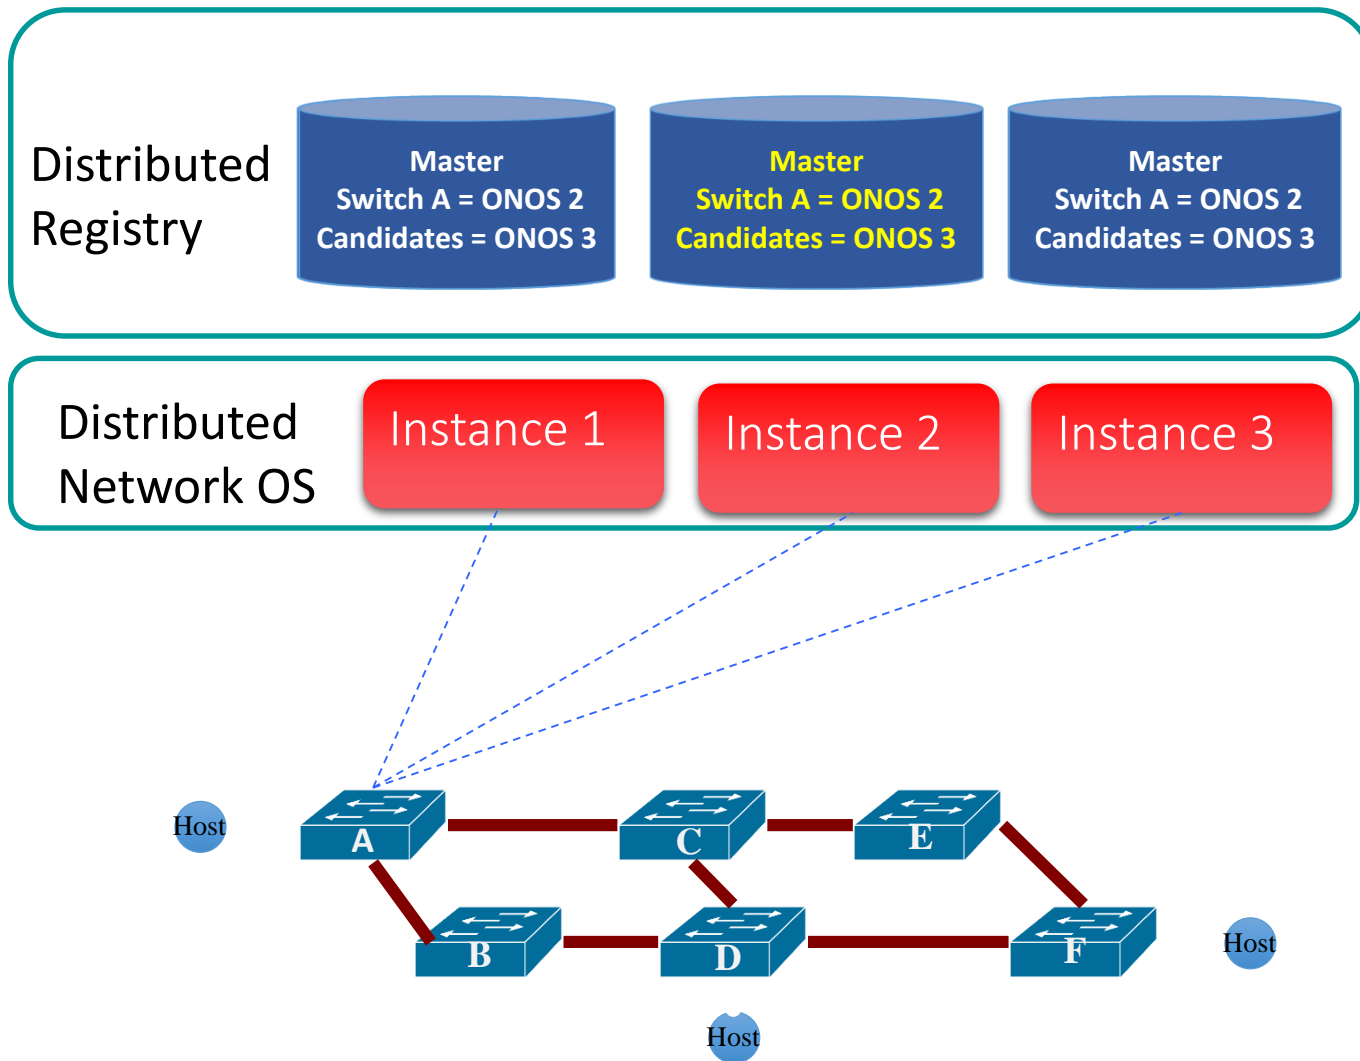 Distributed
Registry
Master
Switch A = ONOS 2
Candidates = ONOS 3
Master
Switch A = ONOS 2
Candidates = ONOS 3
Master
Switch A = ONOS 2
Candidates = ONOS 3
Distributed
Network OS
Instance 1
Instance 2
Instance 3
Host
A
C
E
B
D
F
Host
Host